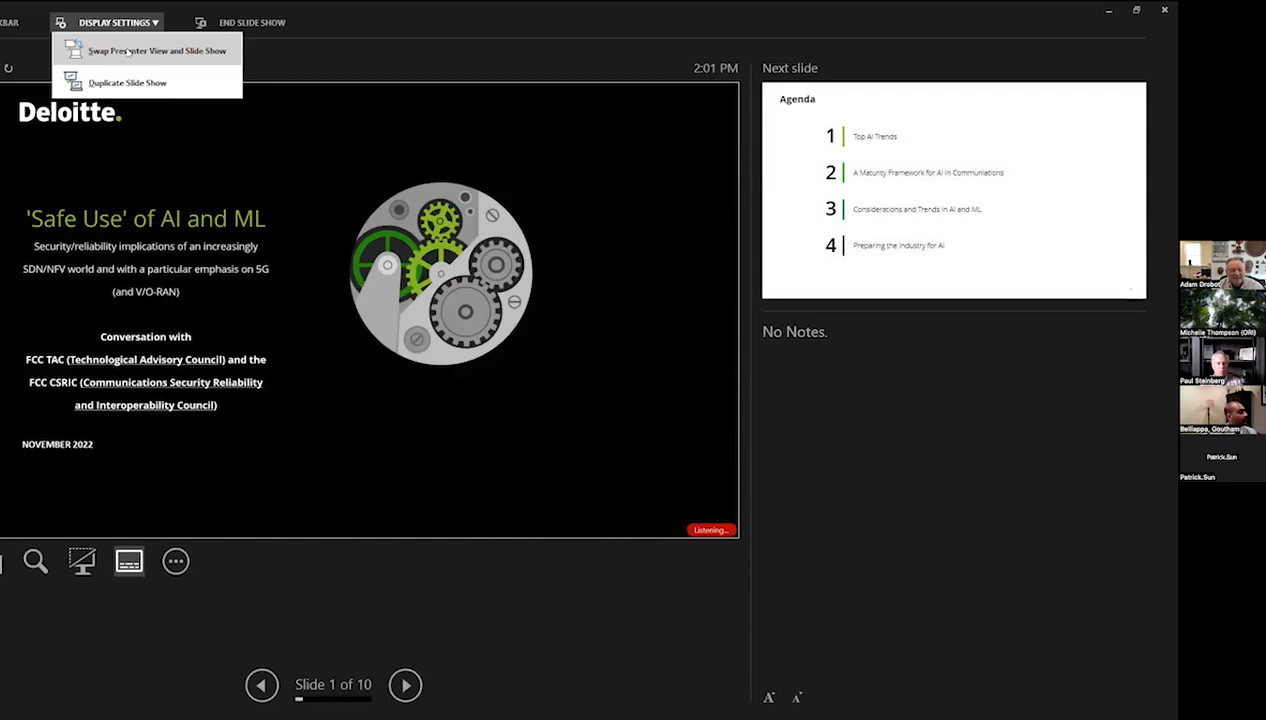 KBAR
DISPLAY SETTINGS ▼
END SLIDE SHOW
Swap Presenter View and Slide Show
Duplicate Slide Show
2:01 PM
Next slide
Deloitte.
'Safe Use' of AI and ML
Security/reliability implications of an increasingly
SDN/NFV world and with a particular emphasis on 5G
(and V/O-RAN)
Conversation with
FCC TAC (Technological Advisory Council) and the
FCC CSRIC (Communications Security Reliability
and Interoperability Council)
NOVEMBER 2022
Listening...
Agenda
1 Top AI Trends
2 A Maturity Framework for AI in Communiations
3 Considerations and Trends in AI and ML
4 Preparing the Industry for AI
No Notes.
Adam Drobot
Michelle Thompson (ORI)
Paul Steinberg
Belliappa, Goutham
Patrick.Sun
Patrick.Sun
Slide 1 of 10
A A